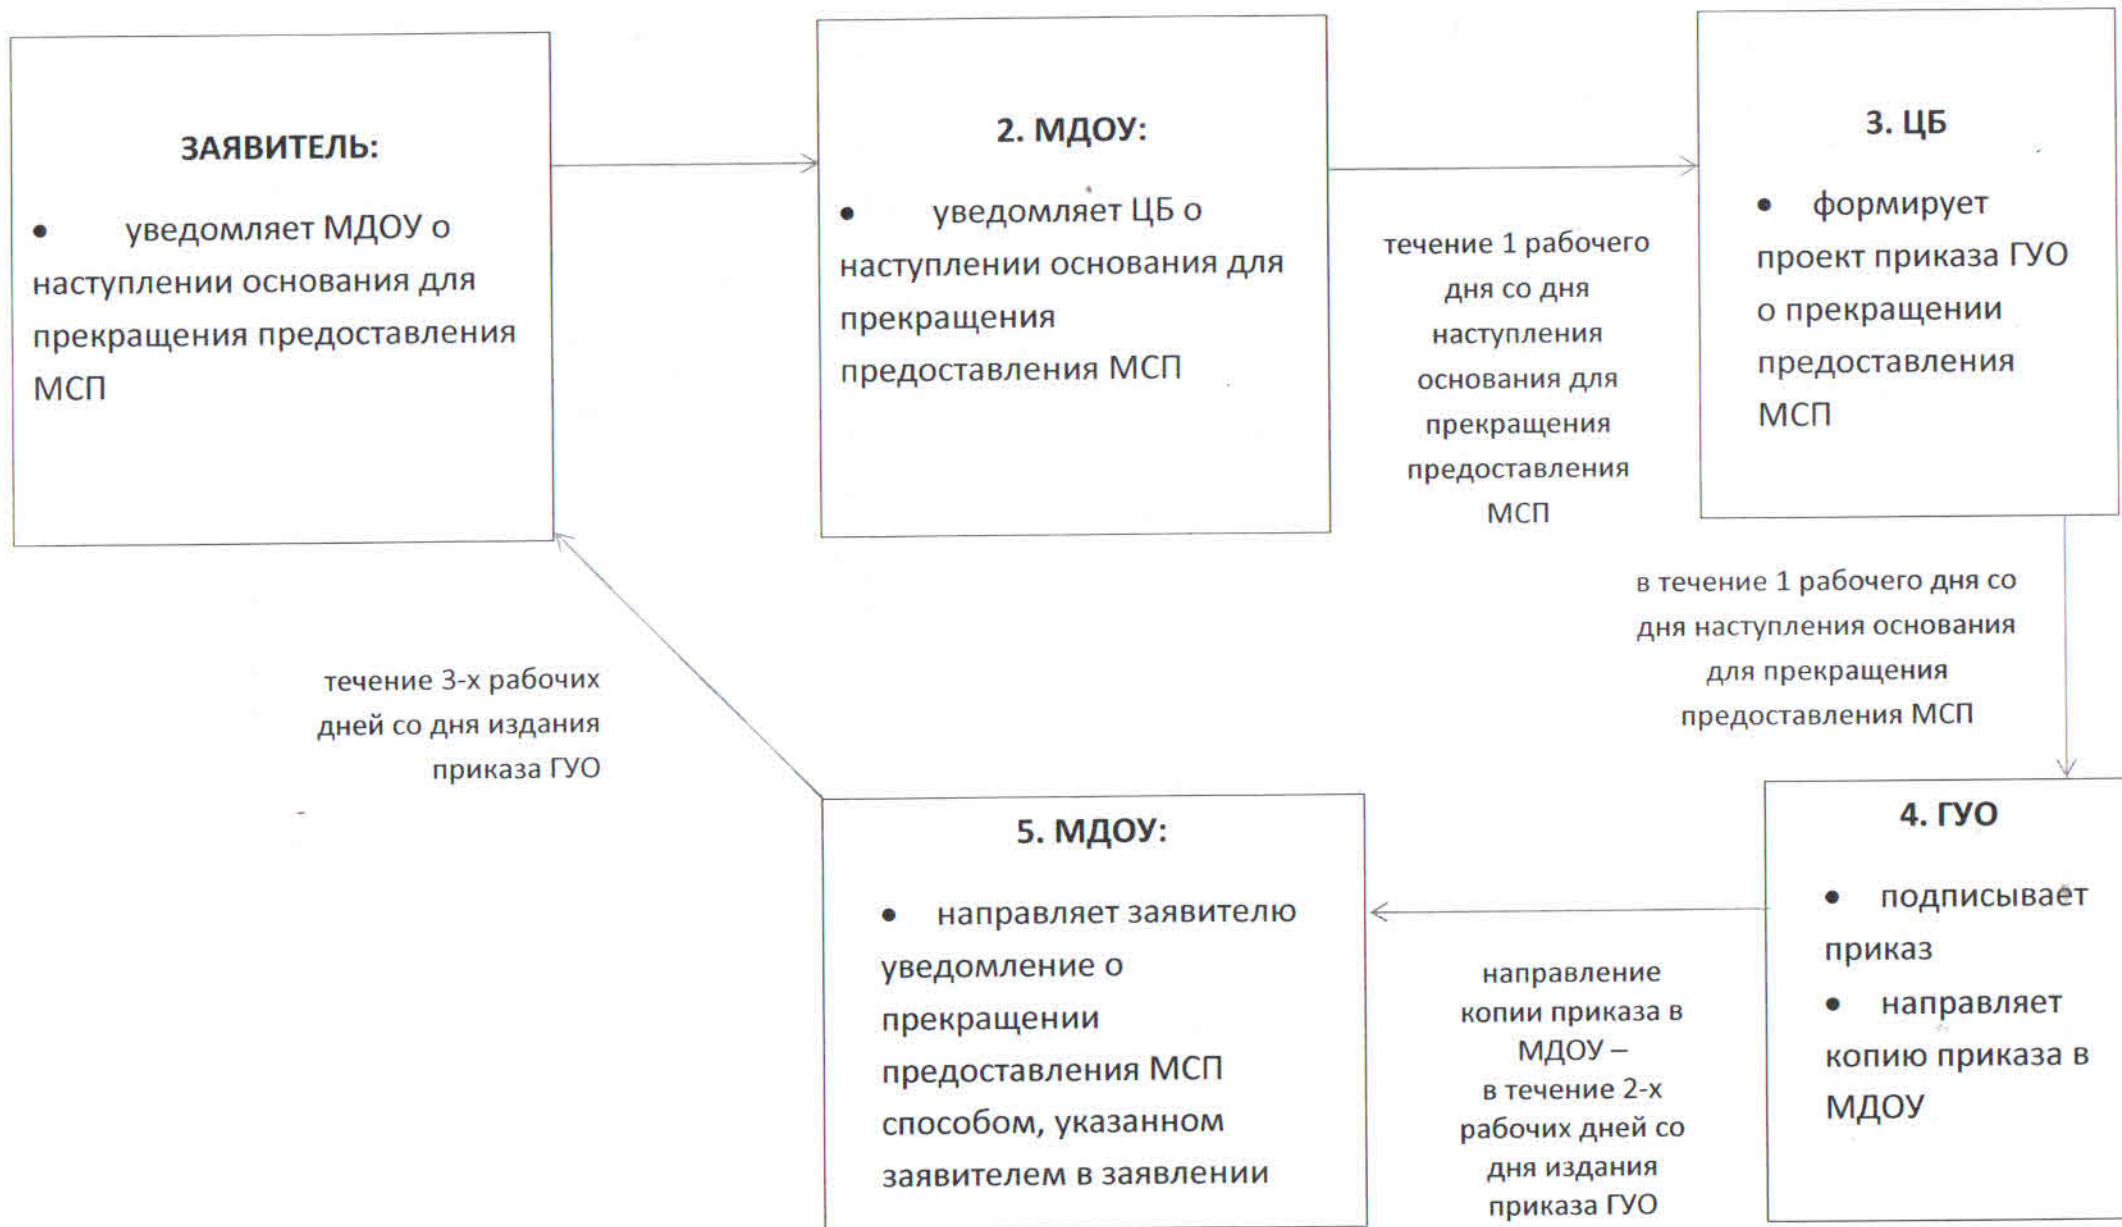 ЗАЯВИТЕЛЬ:
• уведомляет МДОУ о
наступлении основания для
прекращения предоставления
МСП
2. МДОУ:
• уведомляет ЦБ о
наступлении основания для
прекращения
предоставления МСП
течение 1 рабочего
дня со дня
наступления
основания для
прекращения
предоставления
МСП
3. ЦБ
• формирует
проект приказа ГУО
о прекращении
предоставления
МСП
в течение 1 рабочего дня со
дня наступления основания
для прекращения
предоставления МСП
4. ГУО
• подписывает
приказ
• направляет
копию приказа в
МДОУ
направление
копии приказа в
МДОУ –
в течение 2-х
рабочих дней со
дня издания
приказа ГУО
5. МДОУ:
• направляет заявителю
уведомление о
прекращении
предоставления МСП
способом, указанном
заявителем в заявлении
течение 3-х рабочих
дней со дня издания
приказа ГУО